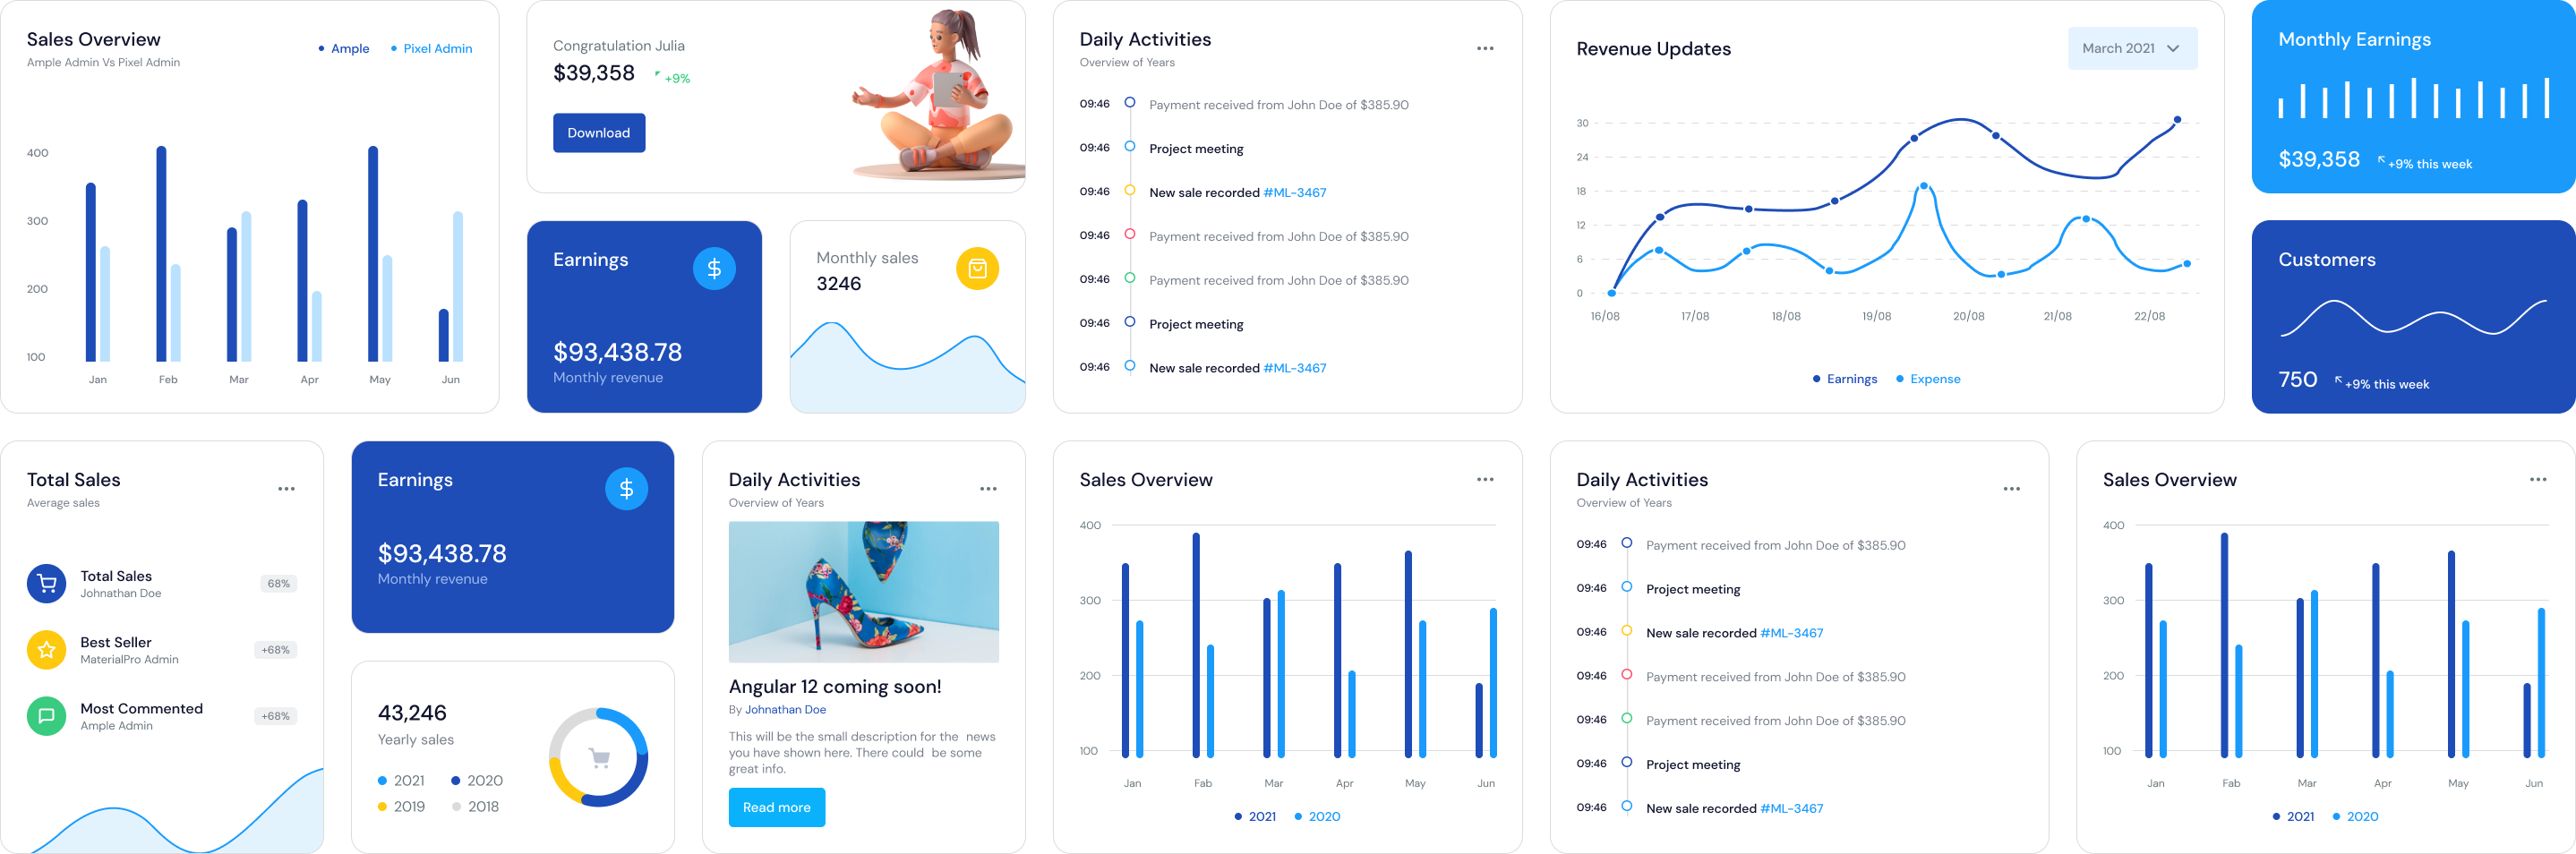 Sales Overview
Ample Admin Vs Pixel Admin
Ample
Pixel Admin
400
300
200
100
Jan
Feb
Mar
Apr
May
Jun
Congratulation Julia
$39,358
+9%
Download
Earnings
$93,438.78
Monthly revenue
Monthly sales
3246
Daily Activities
Overview of Years
09:46 Payment received from John Doe of $385.90
09:46 Project meeting
09:46 New sale recorded #ML-3467
09:46 Payment received from John Doe of $385.90
09:46 Payment received from John Doe of $385.90
09:46 Project meeting
09:46 New sale recorded #ML-3467
Revenue Updates
March 2021
30
24
18
12
6
0
16/08
17/08
18/08
19/08
20/08
21/08
22/08
Earnings
Expense
Monthly Earnings
$39,358
+9% this week
Customers
750
+9% this week
Total Sales
Average sales
Total Sales
Johnathan Doe
68%
Best Seller
MaterialPro Admin
+68%
Most Commented
Ample Admin
+68%
Earnings
$93,438.78
Monthly revenue
43,246
Yearly sales
2021
2020
2019
2018
Daily Activities
Overview of Years
Angular 12 coming soon!
By Johnathan Doe
This will be the small description for the news
you have shown here. There could be some
great info.
Read more
Sales Overview
400
300
200
100
Jan
Fab
Mar
Apr
May
Jun
2021
2020
Daily Activities
Overview of Years
09:46 Payment received from John Doe of $385.90
09:46 Project meeting
09:46 New sale recorded #ML-3467
09:46 Payment received from John Doe of $385.90
09:46 Payment received from John Doe of $385.90
09:46 Project meeting
09:46 New sale recorded #ML-3467
Sales Overview
400
300
200
100
Jan
Fab
Mar
Apr
May
Jun
2021
2020